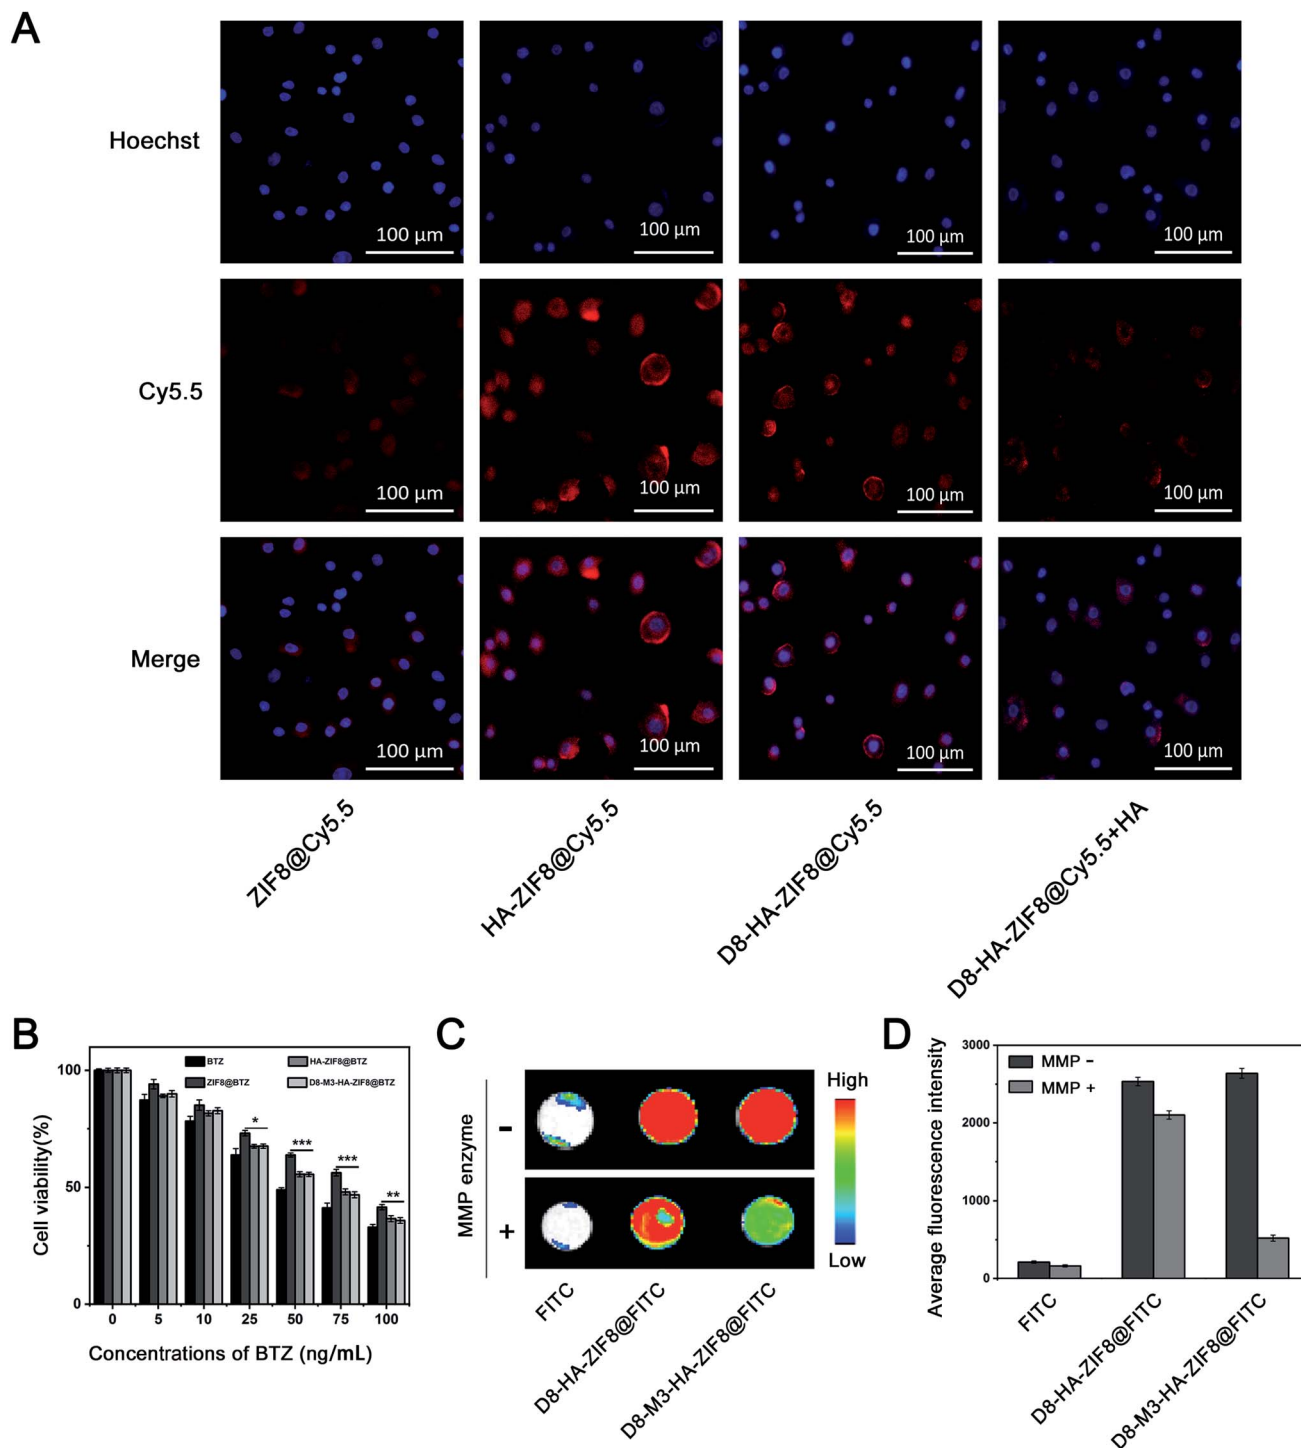 A
Hoechst
100 µm
100 µm
100 µm
100 µm
Cy5.5
100 µm
100 µm
100 µm
100 µm
Merge
100 µm
100 µm
100 µm
100 µm
ZIF8@Cy5.5
HA-ZIF8@Cy5.5
D8-HA-ZIF8@Cy5.5
D8-HA-ZIF8@Cy5.5+HA
B
Cell viability(%)
100
50
0
BTZ
ZIF8@BTZ
HA-ZIF8@BTZ
D8-M3-HA-ZIF8@BTZ
*
***
***
**
0 5 10 25 50 75 100
Concentrations of BTZ (ng/mL)
C
MMP enzyme
-
+
High
Low
FITC
D8-HA-ZIF8@FITC
D8-M3-HA-ZIF8@FITC
D
Average fluorescence intensity
3000
2000
1000
0
MMP -
MMP +
FITC
D8-HA-ZIF8@FITC
D8-M3-HA-ZIF8@FITC